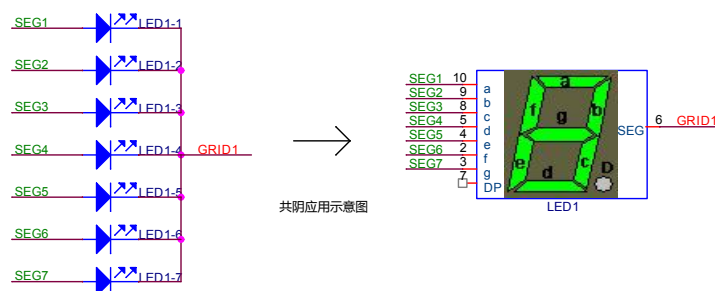 SEG1
LED1-1
SEG2
LED1-2
SEG3
LED1-3
SEG4
LED1-4
GRID1
SEG5
LED1-5
SEG6
LED1-6
SEG7
LED1-7
共阴应用示意图
SEG1 10 a
SEG2 9 b
SEG3 8 c
SEG4 5 d
SEG5 4 e
SEG6 2 f
SEG7 3 g
7 DP
a
f b
g
e c
d D
SEG 6 GRID1
LED1